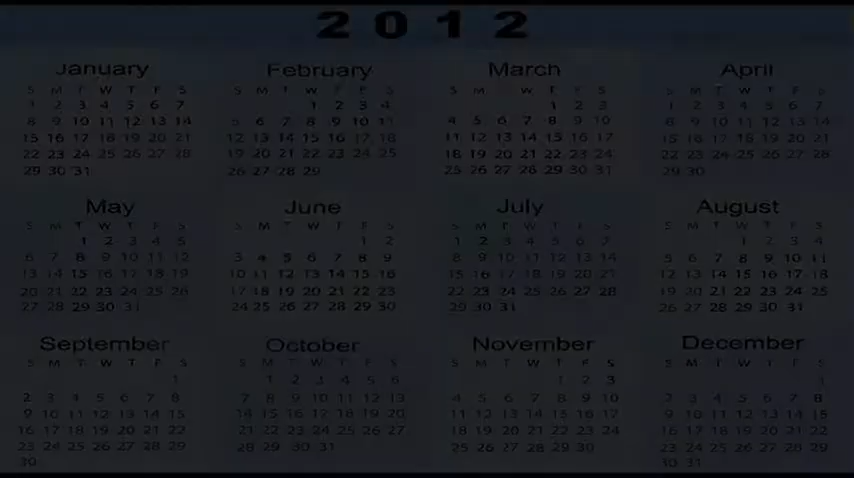 2012
January February March April
S M T W T F S S M T W T F S S M W T F S S M T W T F S
1 2 3 4 5 6 7 1 2 3 4 1 2 3 1 2 3 4 5 6 7
8 9 10 11 12 13 14 5 6 7 8 9 10 11 4 5 6 7 8 9 10 8 9 10 11 12 13 14
15 16 17 18 19 20 21 12 13 14 15 16 17 18 11 12 13 14 15 16 17 15 16 17 18 19 20 21
22 23 24 25 26 27 28 19 20 21 22 23 24 25 18 19 20 21 22 23 24 22 23 24 25 26 27 28
29 30 31 26 27 28 29 25 26 27 28 29 30 31 29 30
May June July August
S M T W T F S S M T W T F S S M T W T F S S M T W T F S
1 2 3 4 5 1 2 1 2 3 4 5 6 7 1 2 3 4
6 7 8 9 10 11 12 3 4 5 6 7 8 9 8 9 10 11 12 13 14 5 6 7 8 9 10 11
13 14 15 16 17 18 19 10 11 12 13 14 15 16 15 16 17 18 19 20 21 12 13 14 15 16 17 18
20 21 22 23 24 25 26 17 18 19 20 21 22 23 22 23 24 25 26 27 28 19 20 21 22 23 24 25
27 28 29 30 31 24 25 26 27 28 29 30 29 30 31 26 27 28 29 30 31
September October November December
S M T W T F S S M T W T F S S M T W T F S S M T W T F S
1 1 2 3 4 5 6 1 2 3 1
2 3 4 5 6 7 8 7 8 9 10 11 12 13 4 5 6 7 8 9 10 2 3 4 5 6 7 8
9 10 11 12 13 14 15 14 15 16 17 18 19 20 11 12 13 14 15 16 17 9 10 11 12 13 14 15
16 17 18 19 20 21 22 21 22 23 24 25 26 27 18 19 20 21 22 23 24 16 17 18 19 20 21 22
23 24 25 26 27 28 29 28 29 30 31 25 26 27 28 29 30 23 24 25 26 27 28 29
30 30 31